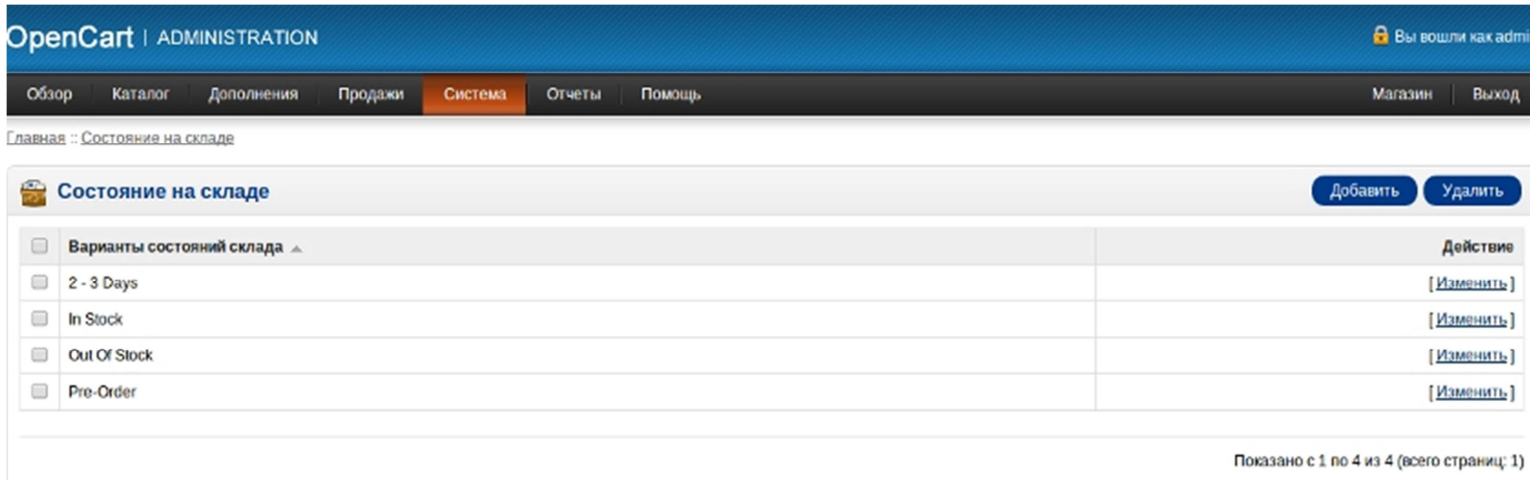 OpenCart | ADMINISTRATION Вы вошли как admi
Обзор Каталог Дополнения Продажи Система Отчеты Помощь Магазин Выход
Главная :: Состояние на складе
Состояние на складе Добавить Удалить
Варианты состояний склада Действие
2 - 3 Days [ Изменить ]
In Stock [ Изменить ]
Out Of Stock [ Изменить ]
Pre-Order [ Изменить ]
Показано с 1 по 4 из 4 (всего страниц: 1)